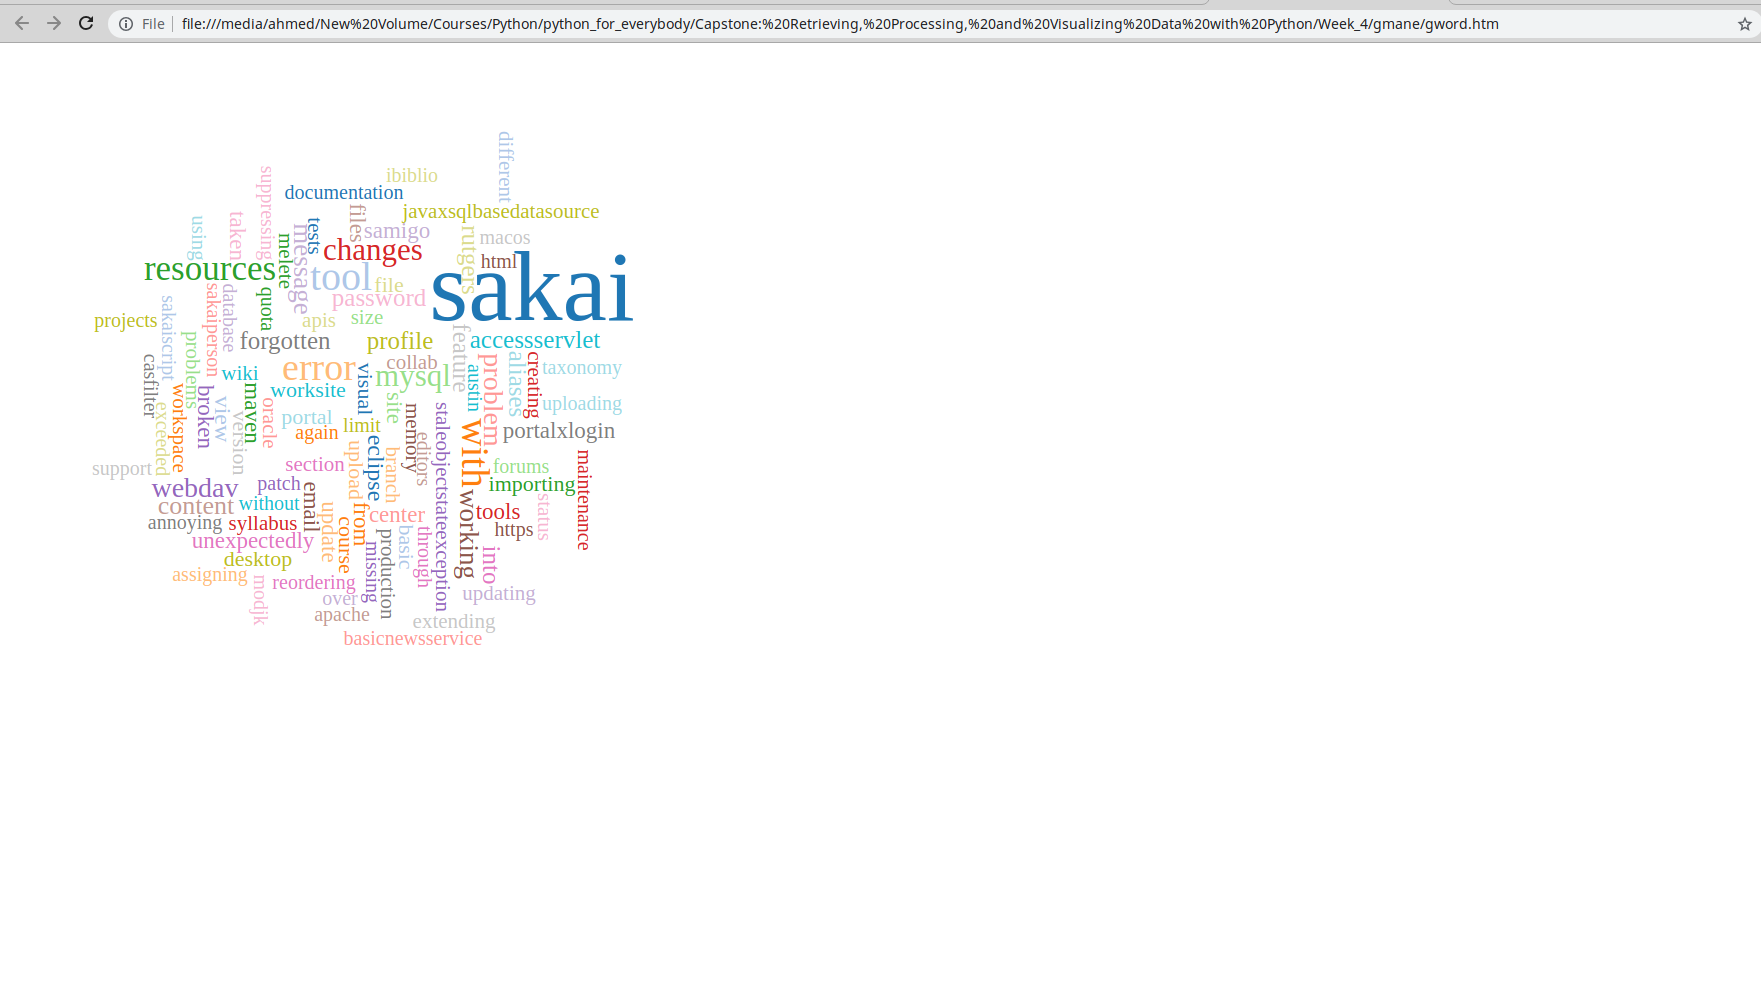 File file:///media/ahmed/New%20Volume/Courses/Python/python_for_everybody/Capstone:%20Retrieving,%20Processing,%20and%20Visualizing%20Data%20with%20Python/Week_4/gmane/gword.htm
different
suppressing
ibiblio
documentation
files
javaxsqlbasedatasource
taken
using
tests
message
samigo
rutgers
macos
melete
changes
html
sakai
resources
tool
file
password
database
sakaiperson
quota
sakaiscript
projects
apis
size
feature
problems
forgotten
profile
accessservlet
casfilter
error
collab
problem
aliases
creating
taxonomy
wiki
visual
mysql
austin
workspace
broken
maven
worksite
view
oracle
site
uploading
exceeded
version
portal
limit
memory
staleobjectstateexception
with
portalxlogin
again
editors
eclipse
upload
branch
support
section
forums
maintenance
webdav
patch
email
importing
content
without
update
from
center
working
tools
status
annoying
syllabus
course
https
unexpectedly
missing
production
basic
through
into
desktop
assigning
modjk
reordering
over
updating
apache
extending
basicnewsservice